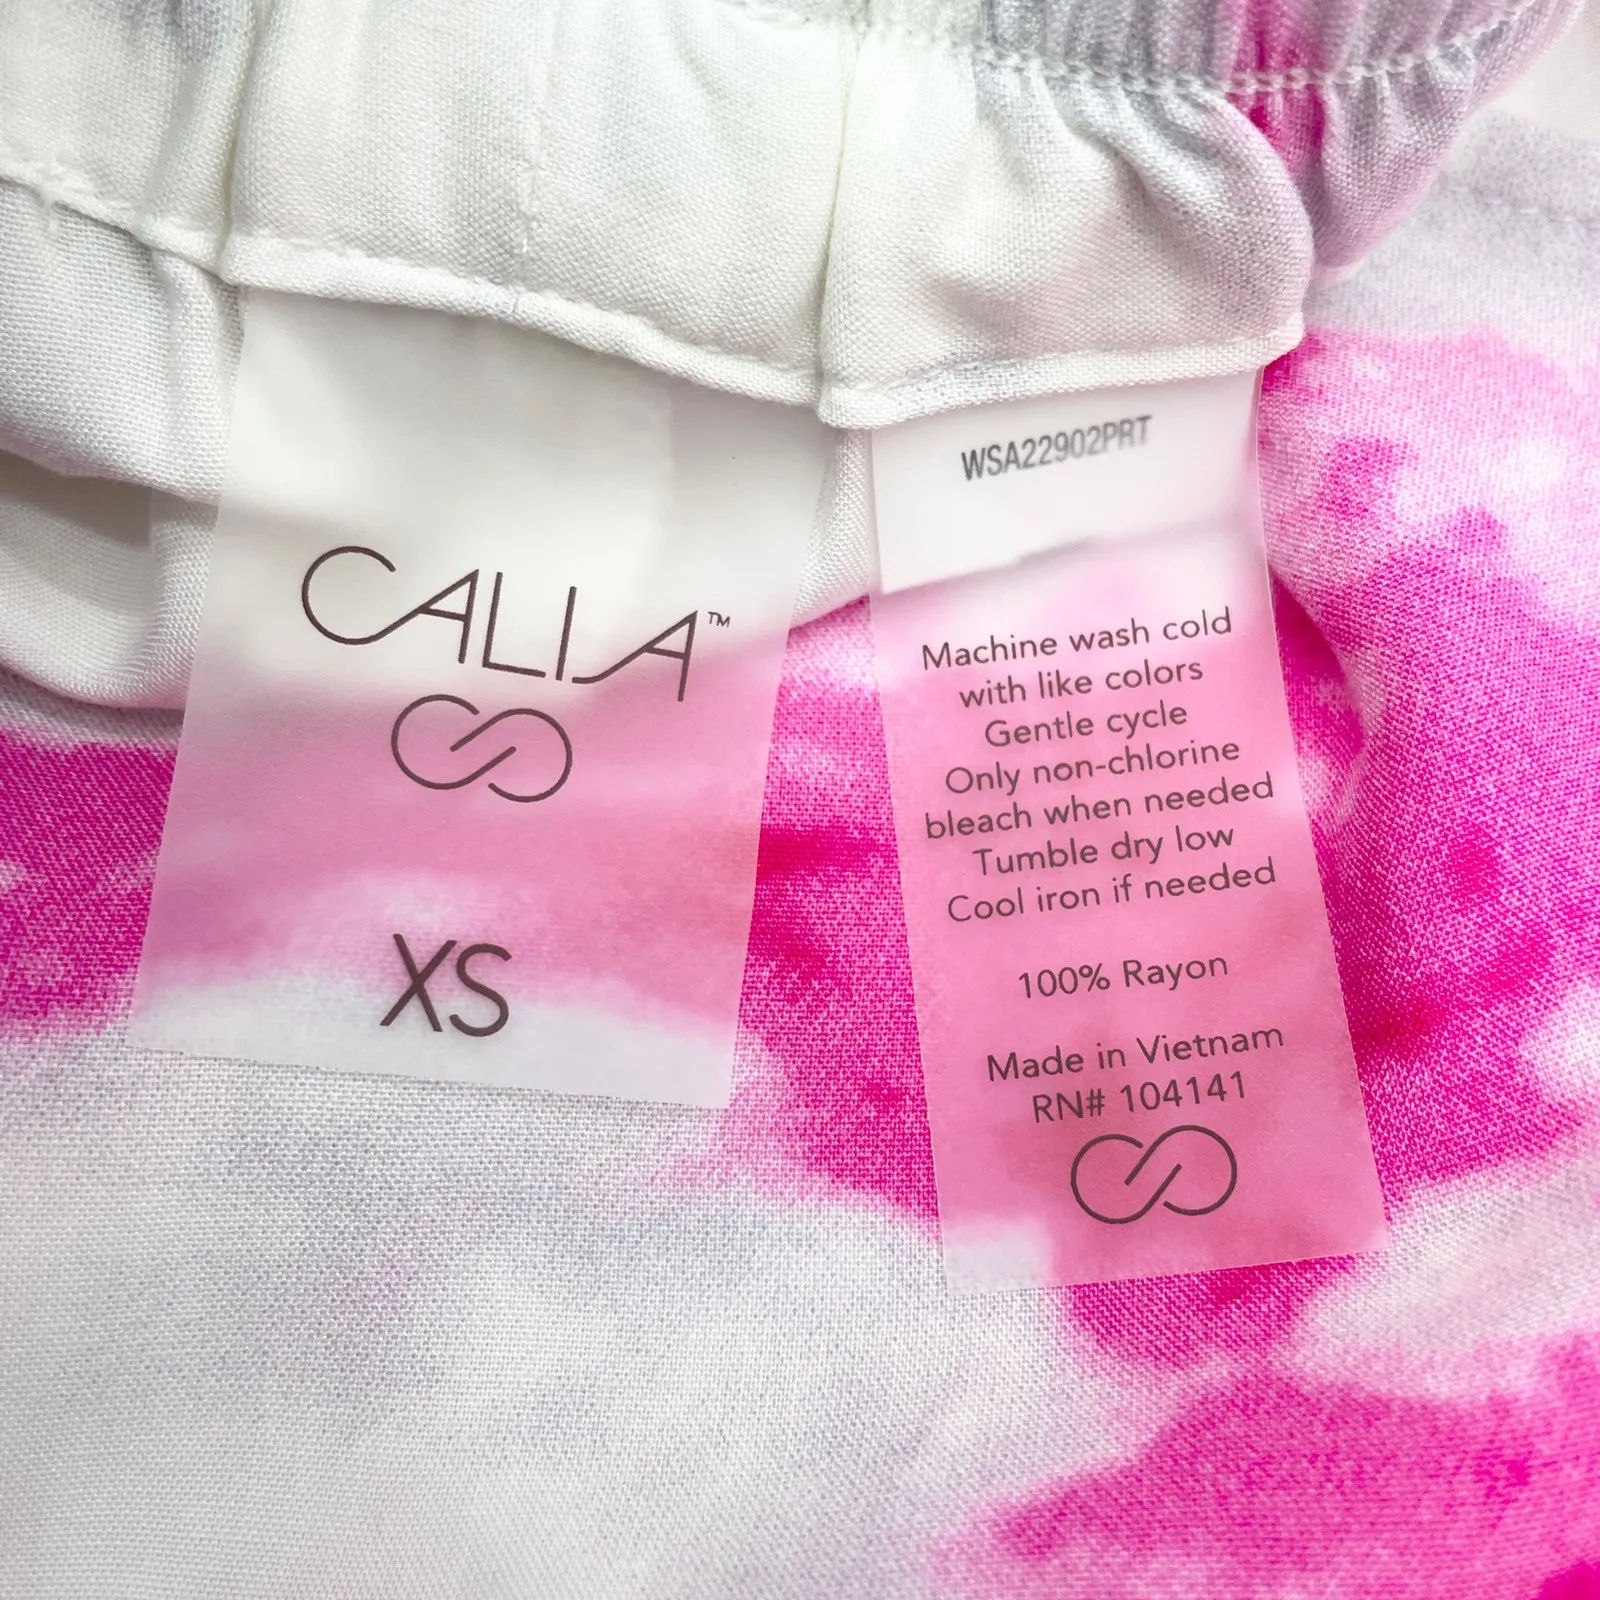 CALIA™
XS
WSA22902PRT
Machine wash cold
with like colors
Gentle cycle
Only non-chlorine
bleach when needed
Tumble dry low
Cool iron if needed
100% Rayon
Made in Vietnam
RN# 104141